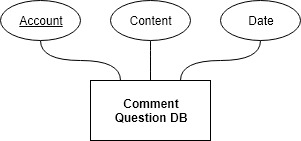 Account
Content
Date
Comment
Question DB